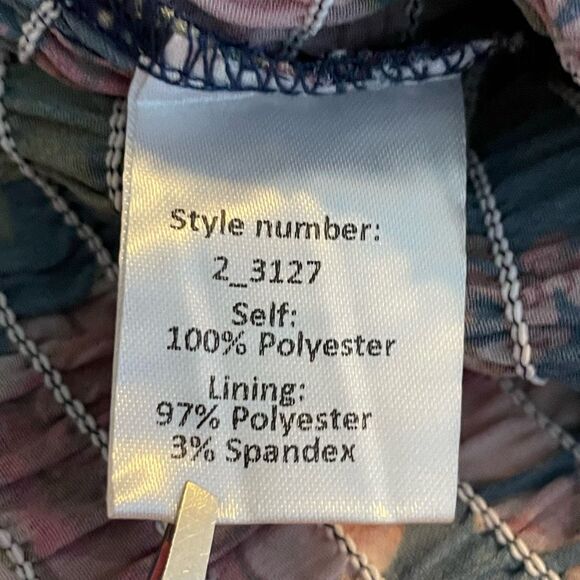 Style number:
2_3127
Self:
100% Polyester
Lining:
97% Polyester
3% Spandex